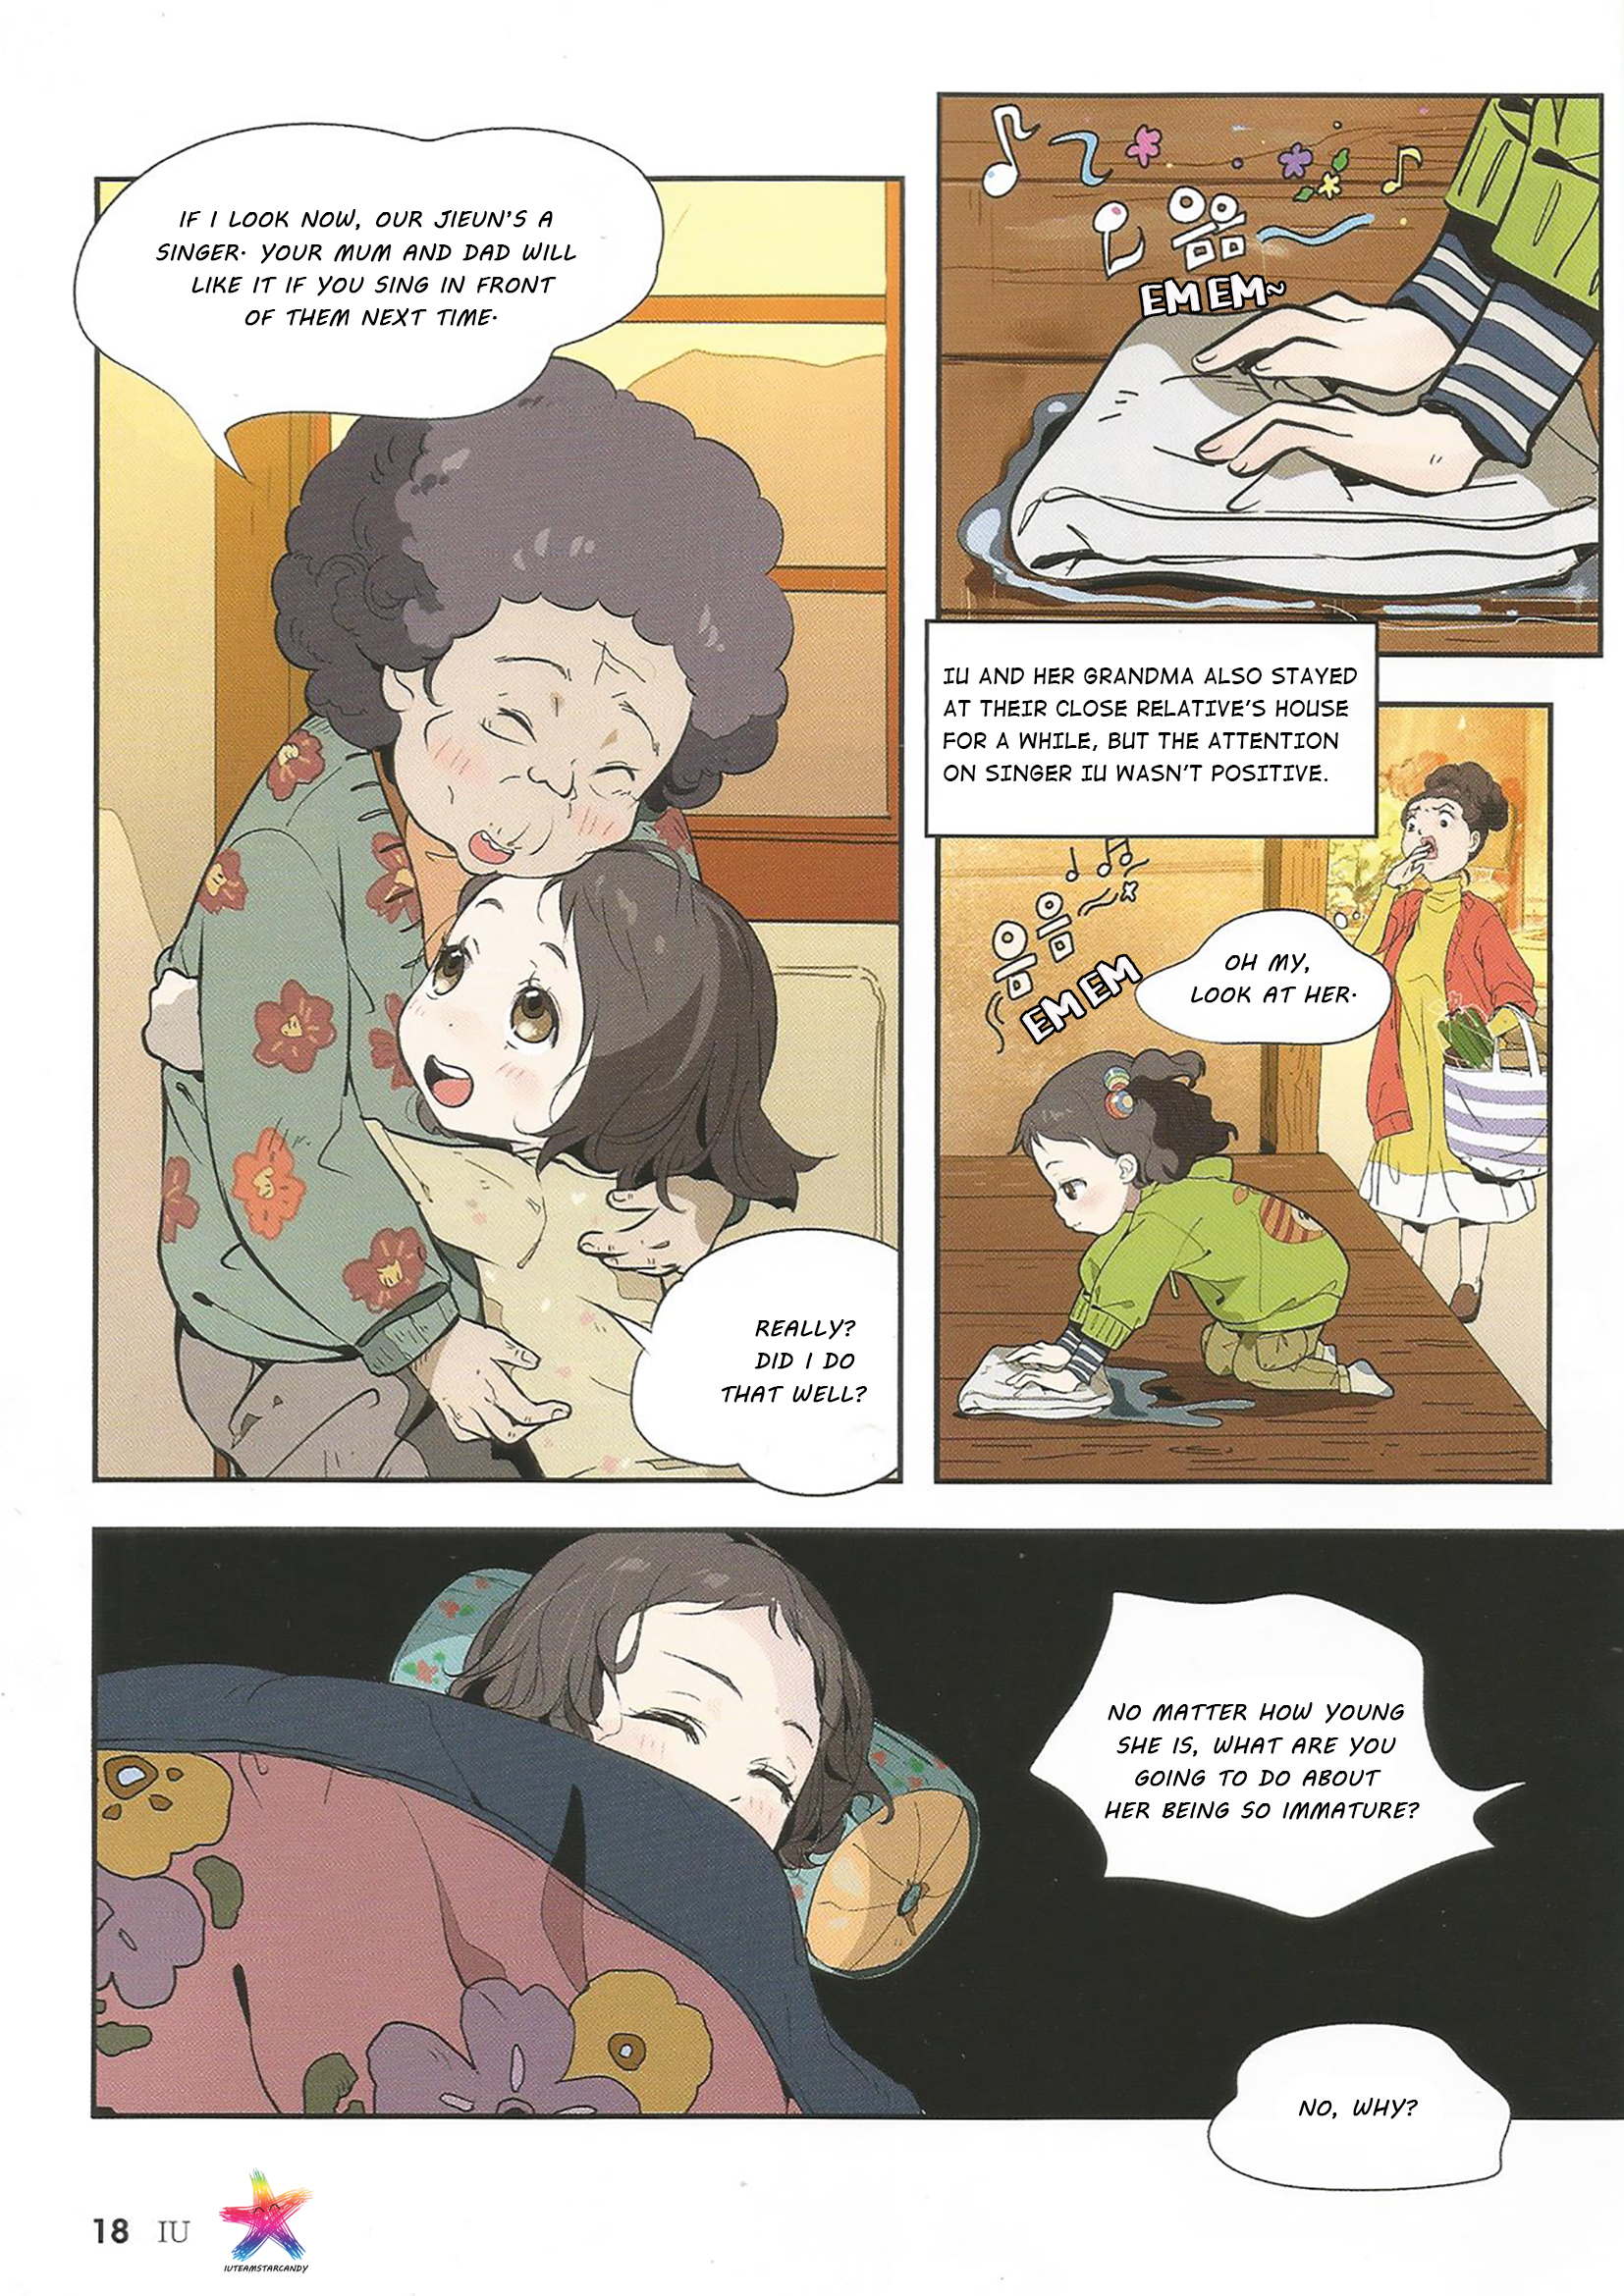 IF I LOOK NOW, OUR JIEUN'S A
SINGER. YOUR MUM AND DAD WILL
LIKE IT IF YOU SING IN FRONT
OF THEM NEXT TIME.
REALLY?
DID I DO
THAT WELL?
음음~
EM EM~
IU AND HER GRANDMA ALSO STAYED
AT THEIR CLOSE RELATIVE'S HOUSE
FOR A WHILE, BUT THE ATTENTION
ON SINGER IU WASN'T POSITIVE.
음음~
EM EM
OH MY,
LOOK AT HER.
NO MATTER HOW YOUNG
SHE IS, WHAT ARE YOU
GOING TO DO ABOUT
HER BEING SO IMMATURE?
NO, WHY?
18 IU
IUTEAMSTARCANDY